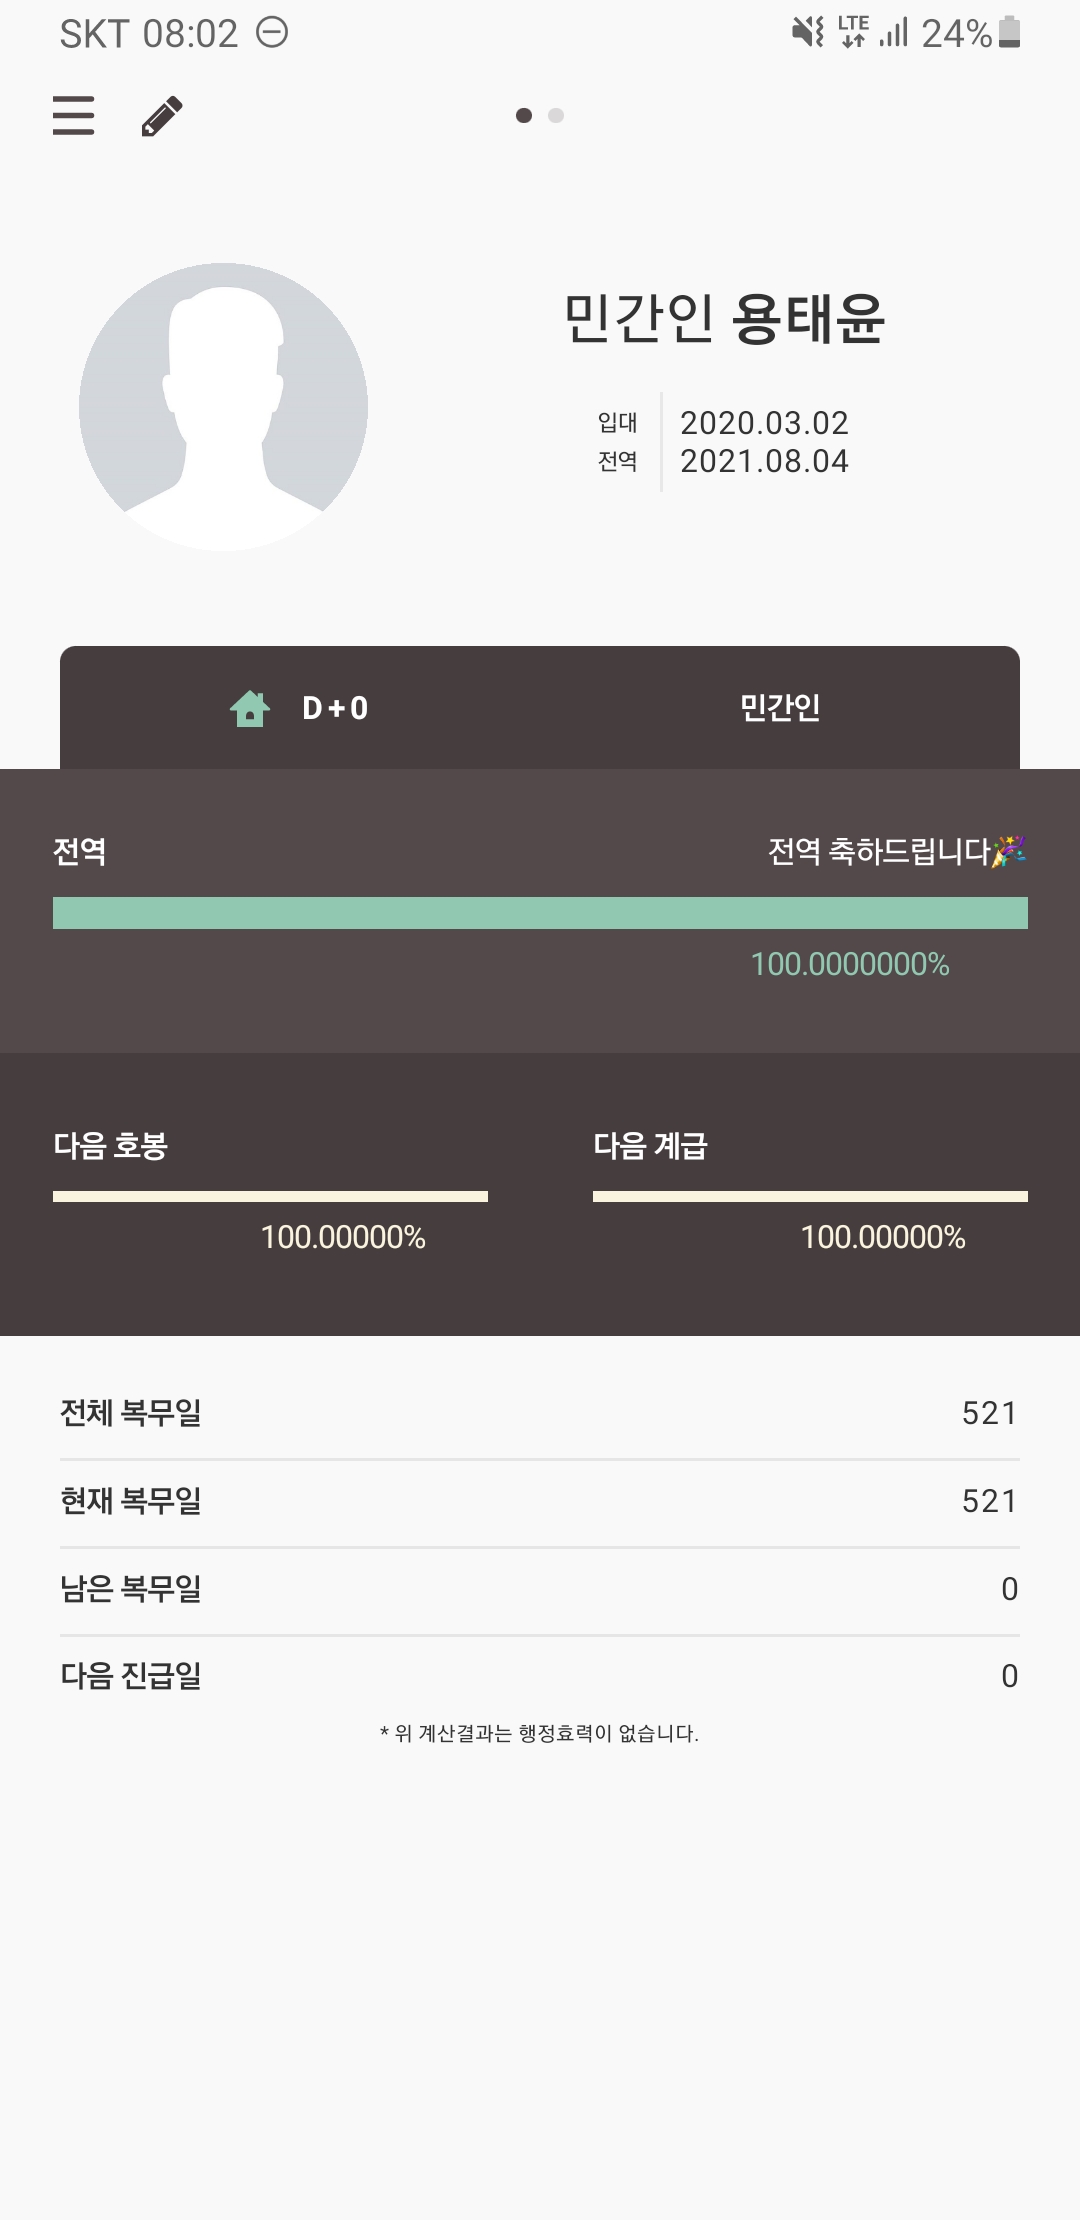 SKT 08:02 LTE 24%
민간인 용태윤
입대 2020.03.02
전역 2021.08.04
D+0 민간인
전역 전역 축하드립니다🎉
100.0000000%
다음 호봉 다음 계급
100.00000% 100.00000%
전체 복무일 521
현재 복무일 521
남은 복무일 0
다음 진급일 0
* 위 계산결과는 행정효력이 없습니다.